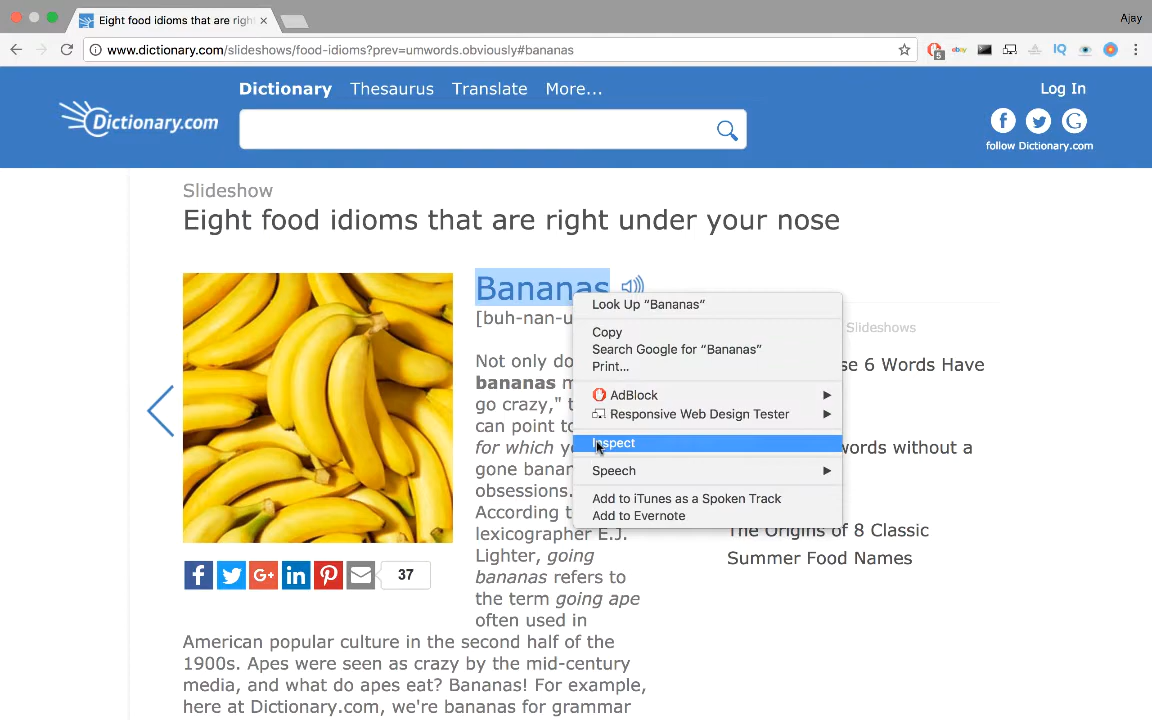 Eight food idioms that are righ
Ajay
www.dictionary.com/slideshows/food-idioms?prev=umwords.obviously#bananas
5
ebay
IQ
Dictionary Thesaurus Translate More...
Log In
Dictionary.com
follow Dictionary.com
Slideshow
Eight food idioms that are right under your nose
Bananas
[buh-nan-u
Not only do
bananas m
go crazy," t
can point to
for which y
gone banan
obsessions.
According t
lexicographer E.J.
Lighter, going
bananas refers to
the term going ape
often used in
American popular culture in the second half of the
1900s. Apes were seen as crazy by the mid-century
media, and what do apes eat? Bananas! For example,
here at Dictionary.com, we're bananas for grammar
37
Look Up “Bananas”
Copy
Search Google for “Bananas”
Print...
AdBlock
Responsive Web Design Tester
Inspect
Speech
Add to iTunes as a Spoken Track
Add to Evernote
Slideshows
se 6 Words Have
words without a
The Origins of 8 Classic
Summer Food Names